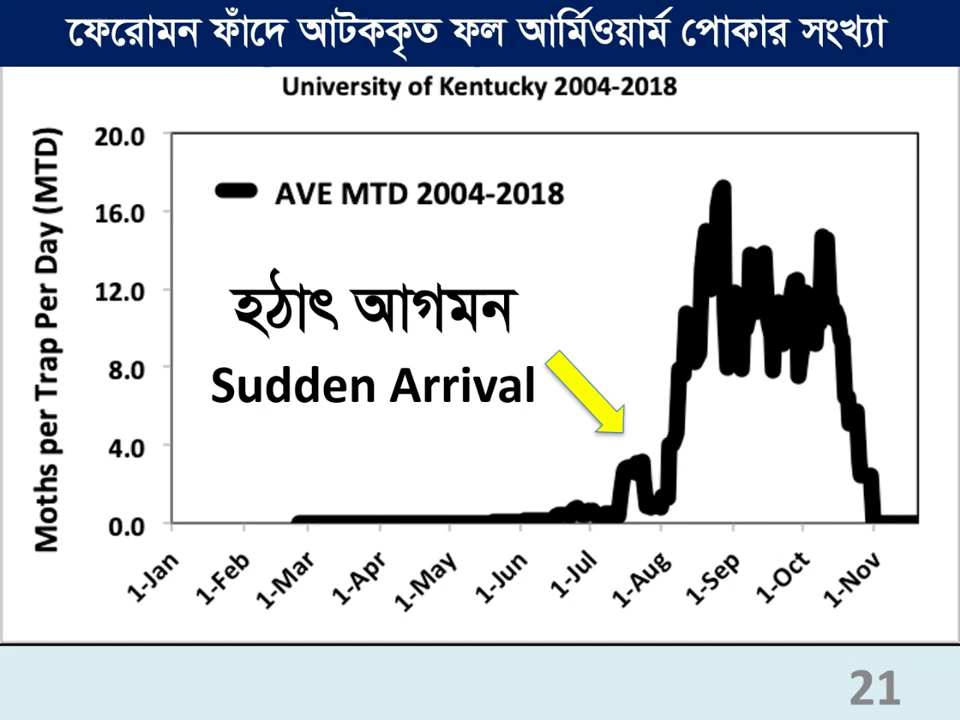 ফেরোমন ফাঁদে আটককৃত ফল আর্মিওয়ার্ম পোকার সংখ্যা
University of Kentucky 2004-2018
Moths per Trap Per Day (MTD)
20.0
16.0
12.0
8.0
4.0
0.0
AVE MTD 2004-2018
হঠাৎ আগমন
Sudden Arrival
1-Jan
1-Feb
1-Mar
1-Apr
1-May
1-Jun
1-Jul
1-Aug
1-Sep
1-Oct
1-Nov
21